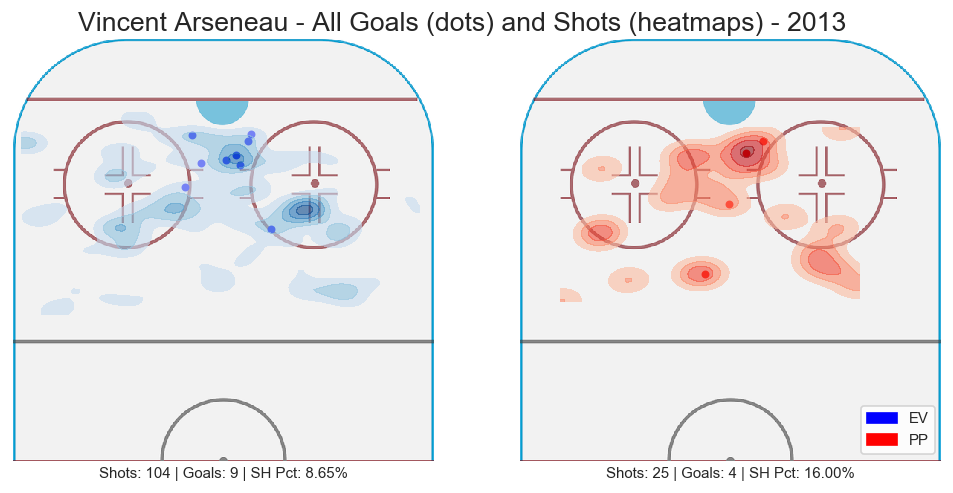 Vincent Arseneau - All Goals (dots) and Shots (heatmaps) - 2013
EV
PP
Shots: 104 | Goals: 9 | SH Pct: 8.65%
Shots: 25 | Goals: 4 | SH Pct: 16.00%